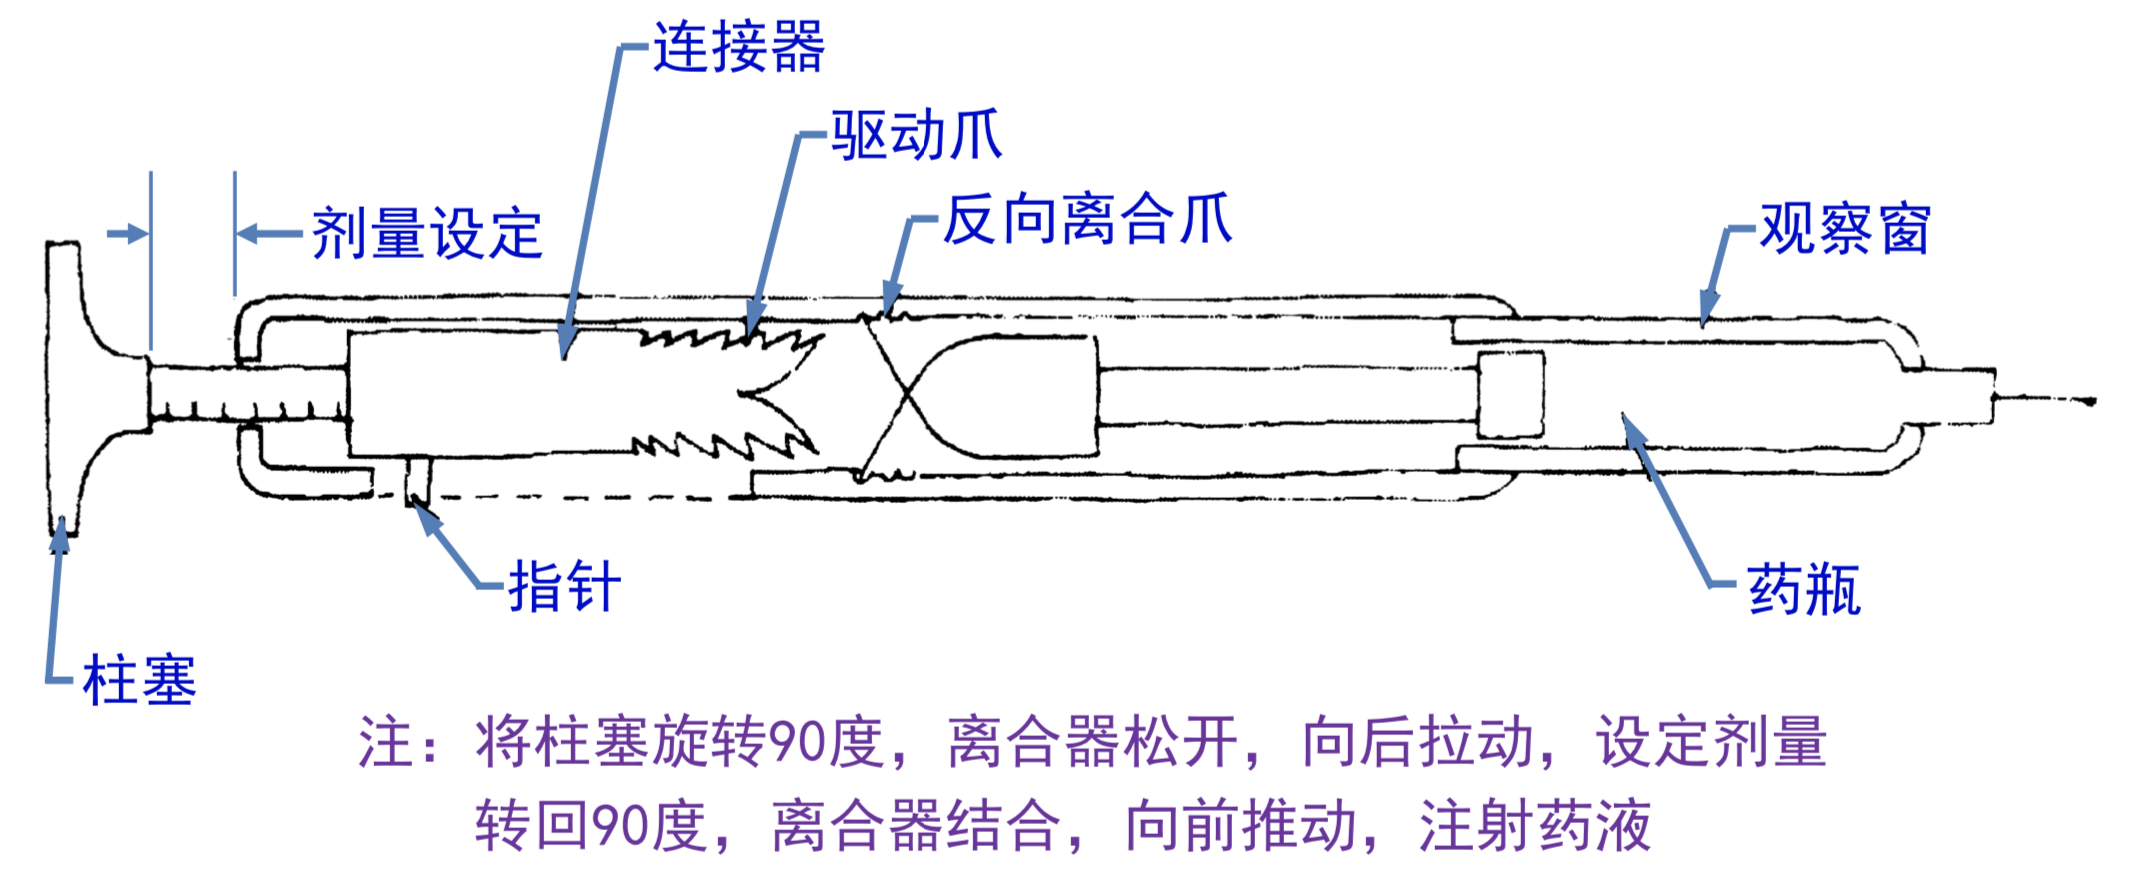 连接器
驱动爪
反向离合爪
剂量设定
观察窗
指针
药瓶
柱塞
注：将柱塞旋转90度，离合器松开，向后拉动，设定剂量
转回90度，离合器结合，向前推动，注射药液